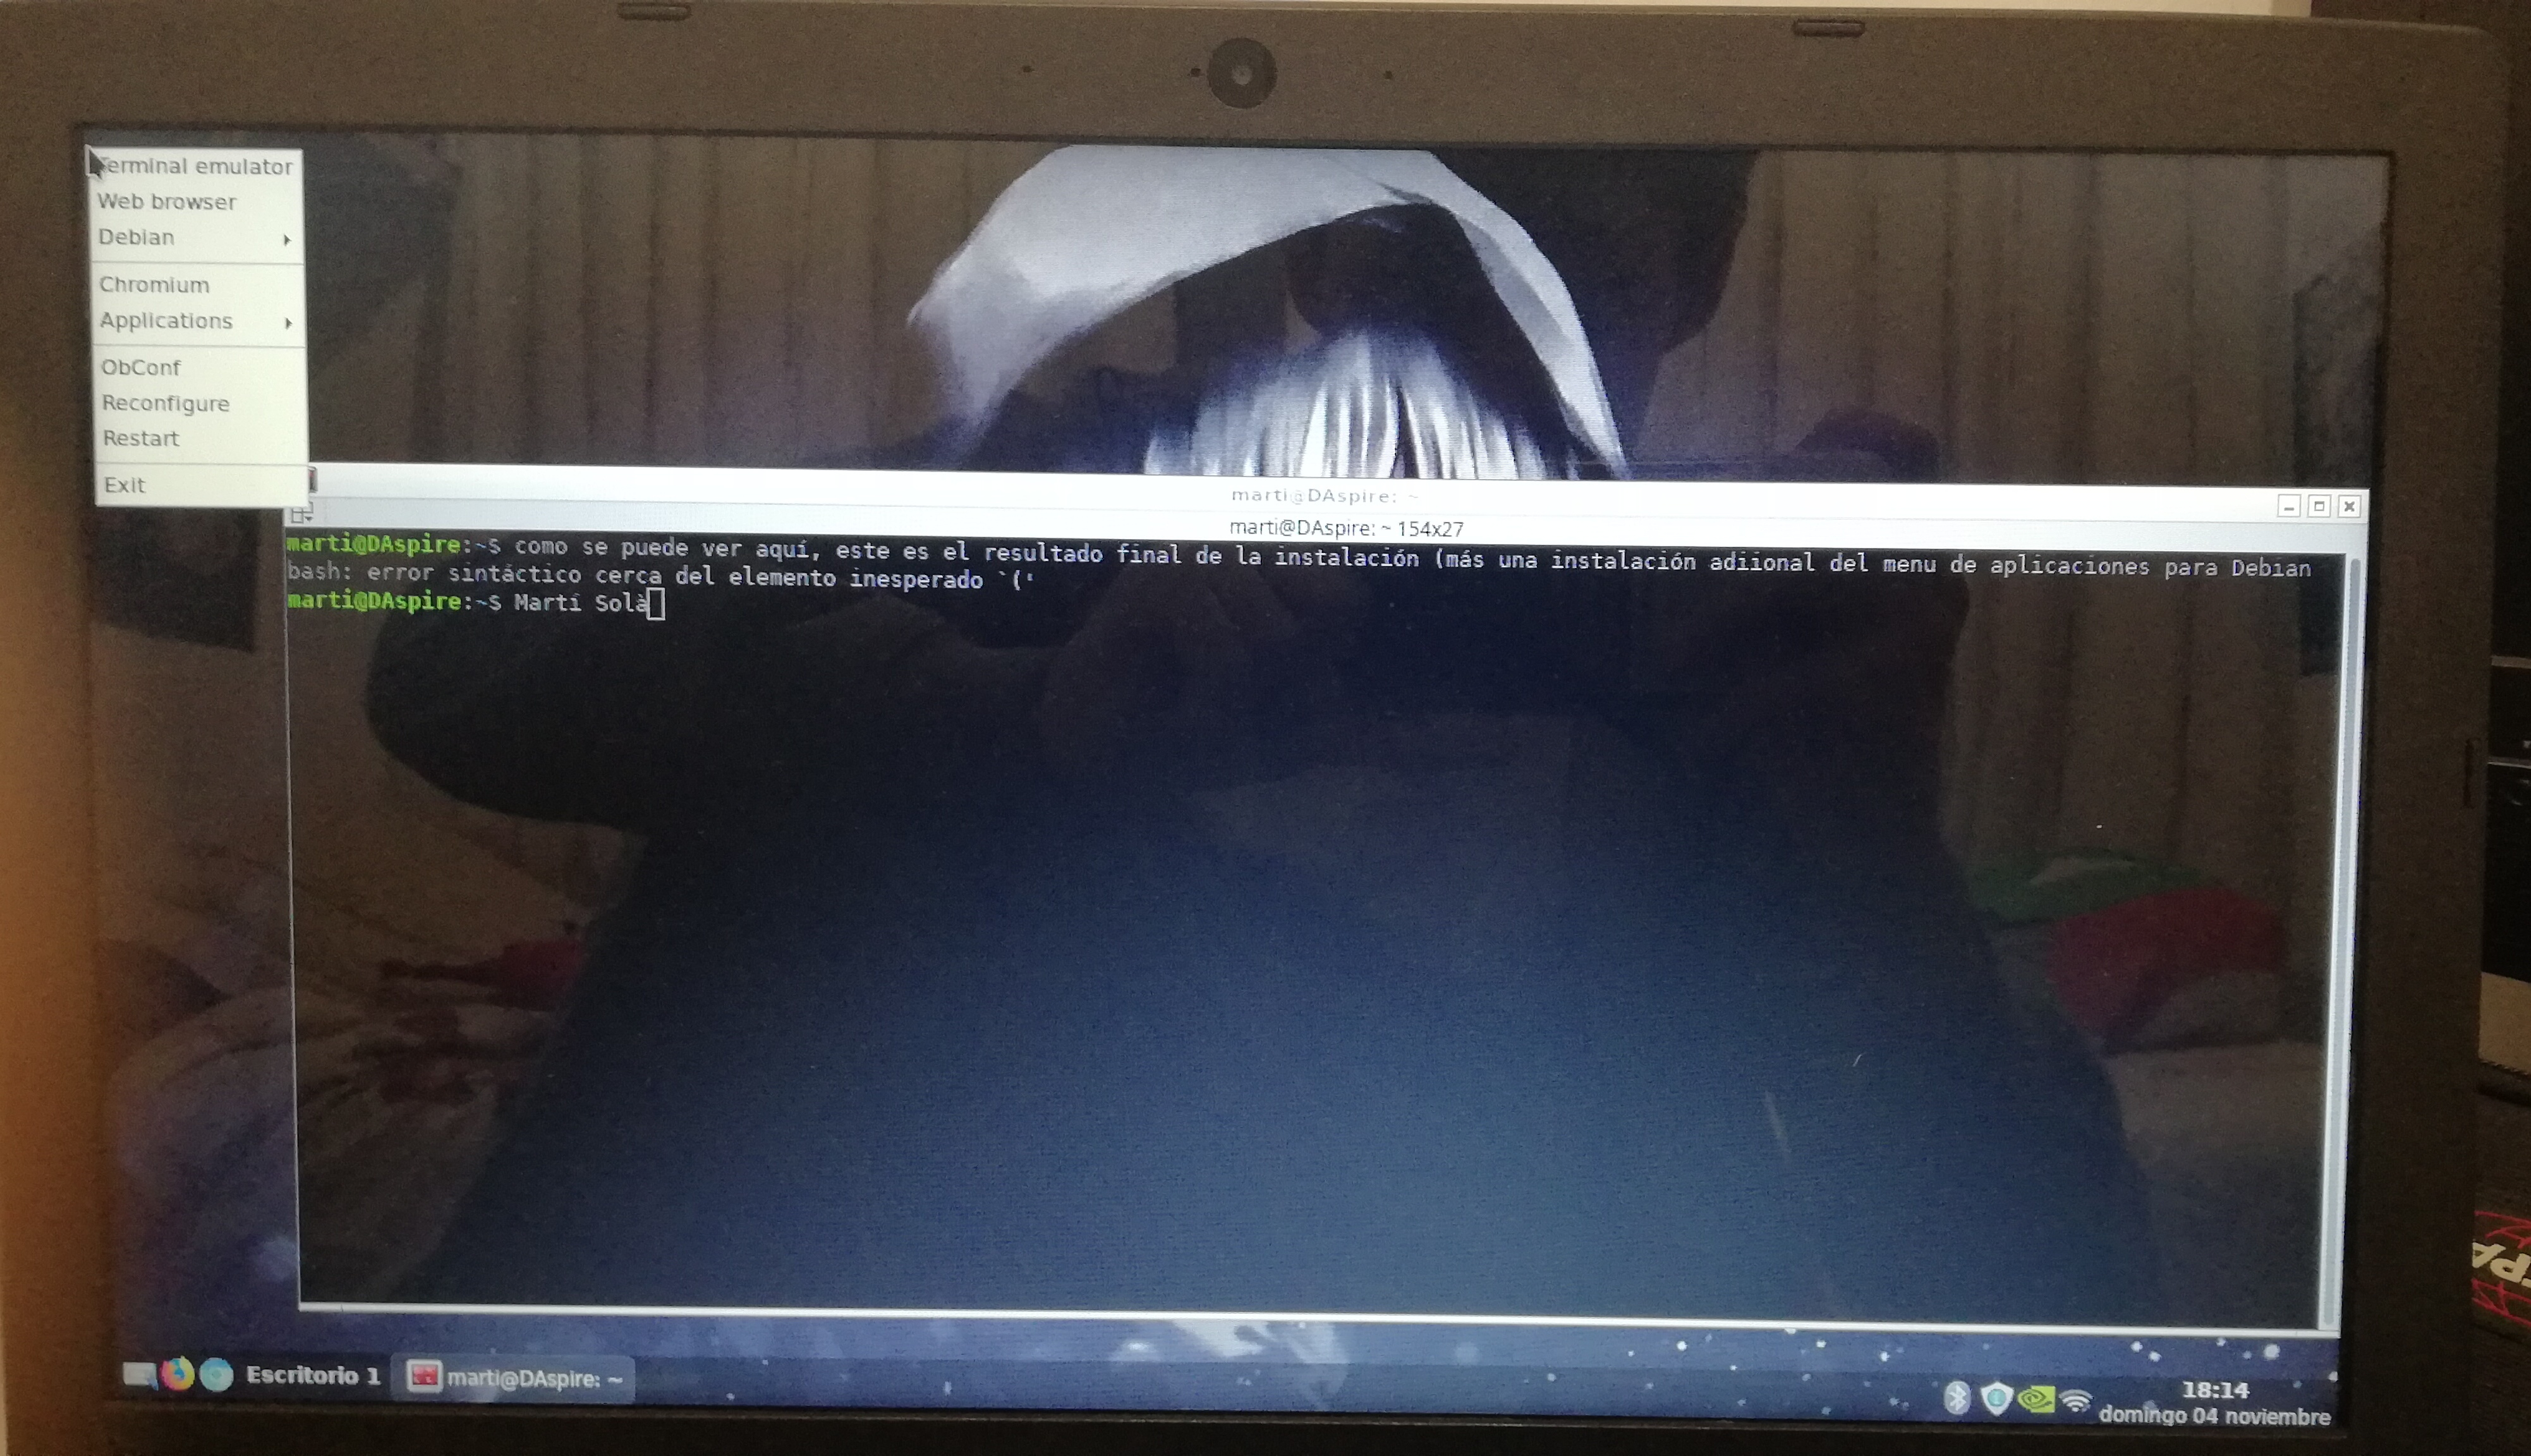 Terminal emulator
Web browser
Debian
Chromium
Applications
ObConf
Reconfigure
Restart
Exit
marti@DAspire: ~
marti@DAspire: ~ 154x27
marti@DAspire:~$ como se puede ver aquí, este es el resultado final de la instalación (más una instalación adiional del menu de aplicaciones para Debian
bash: error sintáctico cerca del elemento inesperado `('
marti@DAspire:~$ Martí Solà
Escritorio 1
marti@DAspire: ~
18:14
domingo 04 noviembre